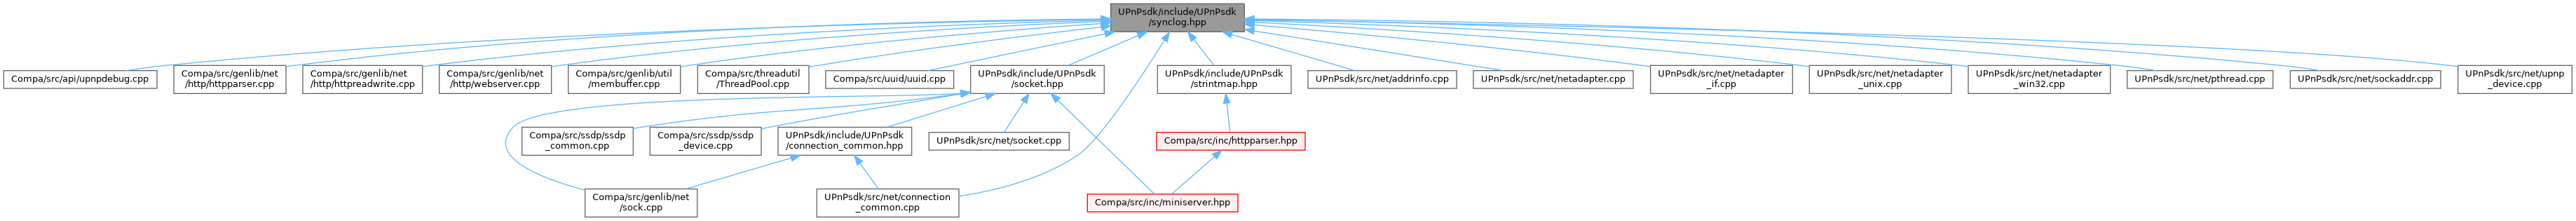 UPnPsdk/include/UPnPsdk
/synclog.hpp
Compa/src/api/upnpdebug.cpp
Compa/src/genlib/net
/http/httpparser.cpp
Compa/src/genlib/net
/http/httpreadwrite.cpp
Compa/src/genlib/net
/http/webserver.cpp
Compa/src/genlib/util
/membuffer.cpp
Compa/src/threadutil
/ThreadPool.cpp
Compa/src/uuid/uuid.cpp
UPnPsdk/include/UPnPsdk
/socket.hpp
UPnPsdk/include/UPnPsdk
/strintmap.hpp
UPnPsdk/src/net/addrinfo.cpp
UPnPsdk/src/net/netadapter.cpp
UPnPsdk/src/net/netadapter
_if.cpp
UPnPsdk/src/net/netadapter
_unix.cpp
UPnPsdk/src/net/netadapter
_win32.cpp
UPnPsdk/src/net/pthread.cpp
UPnPsdk/src/net/sockaddr.cpp
UPnPsdk/src/net/upnp
_device.cpp
Compa/src/ssdp/ssdp
_common.cpp
Compa/src/ssdp/ssdp
_device.cpp
UPnPsdk/include/UPnPsdk
/connection_common.hpp
UPnPsdk/src/net/socket.cpp
Compa/src/inc/httpparser.hpp
Compa/src/genlib/net
/sock.cpp
UPnPsdk/src/net/connection
_common.cpp
Compa/src/inc/miniserver.hpp